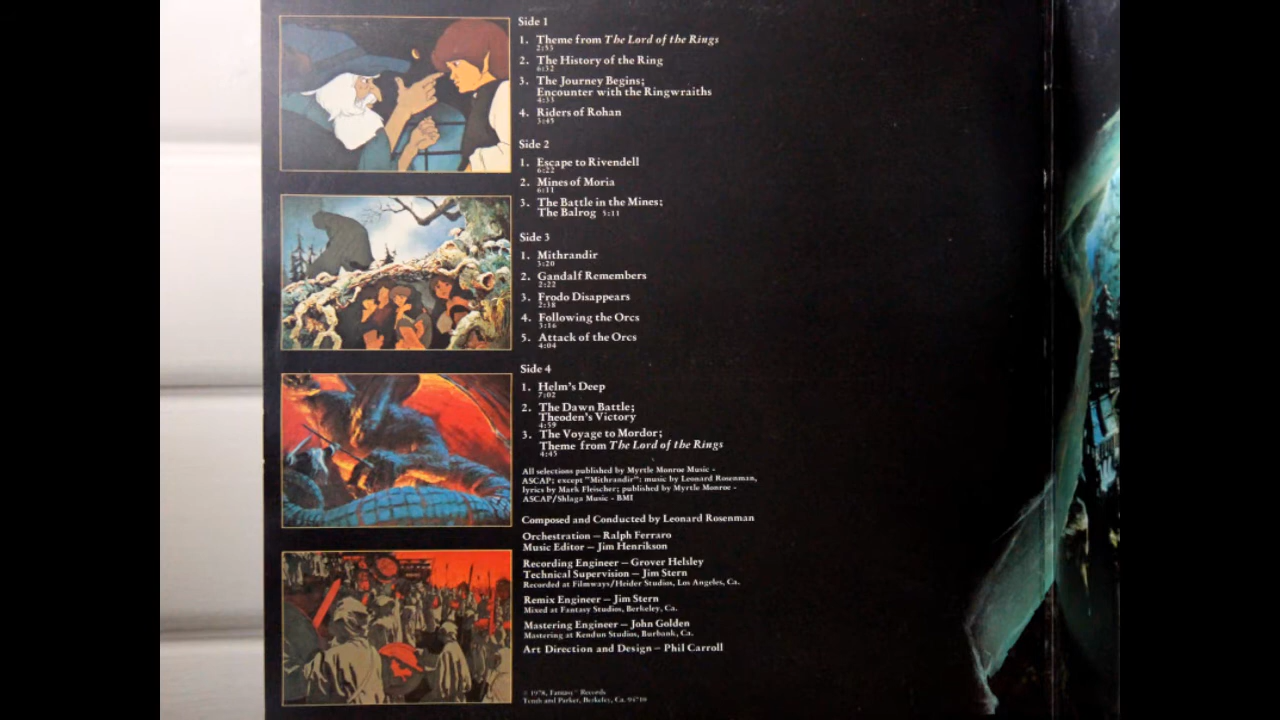 Side 1
1. Theme from The Lord of the Rings
2:53
2. The History of the Ring
6:32
3. The Journey Begins;
Encounter with the Ringwraiths
4:33
4. Riders of Rohan
3:45
Side 2
1. Escape to Rivendell
6:22
2. Mines of Moria
6:11
3. The Battle in the Mines;
The Balrog 5:11
Side 3
1. Mithrandir
3:20
2. Gandalf Remembers
2:22
3. Frodo Disappears
2:38
4. Following the Orcs
3:16
5. Attack of the Orcs
4:04
Side 4
1. Helm's Deep
7:02
2. The Dawn Battle;
Theoden's Victory
4:59
3. The Voyage to Mordor;
Theme from The Lord of the Rings
4:45
All selections published by Myrtle Monroe Music -
ASCAP; except "Mithrandir": music by Leonard Rosenman,
lyrics by Mark Fleischer; published by Myrtle Monroe -
ASCAP/Shlaga Music - BMI
Composed and Conducted by Leonard Rosenman
Orchestration — Ralph Ferraro
Music Editor — Jim Henrikson
Recording Engineer — Grover Helsley
Technical Supervision — Jim Stern
Recorded at Filmways/Heider Studios, Los Angeles, Ca.
Remix Engineer — Jim Stern
Mixed at Fantasy Studios, Berkeley, Ca.
Mastering Engineer — John Golden
Mastering at Kendun Studios, Burbank, Ca.
Art Direction and Design — Phil Carroll
© 1978, Fantasy Records
Tenth and Parker, Berkeley, Ca. 94710